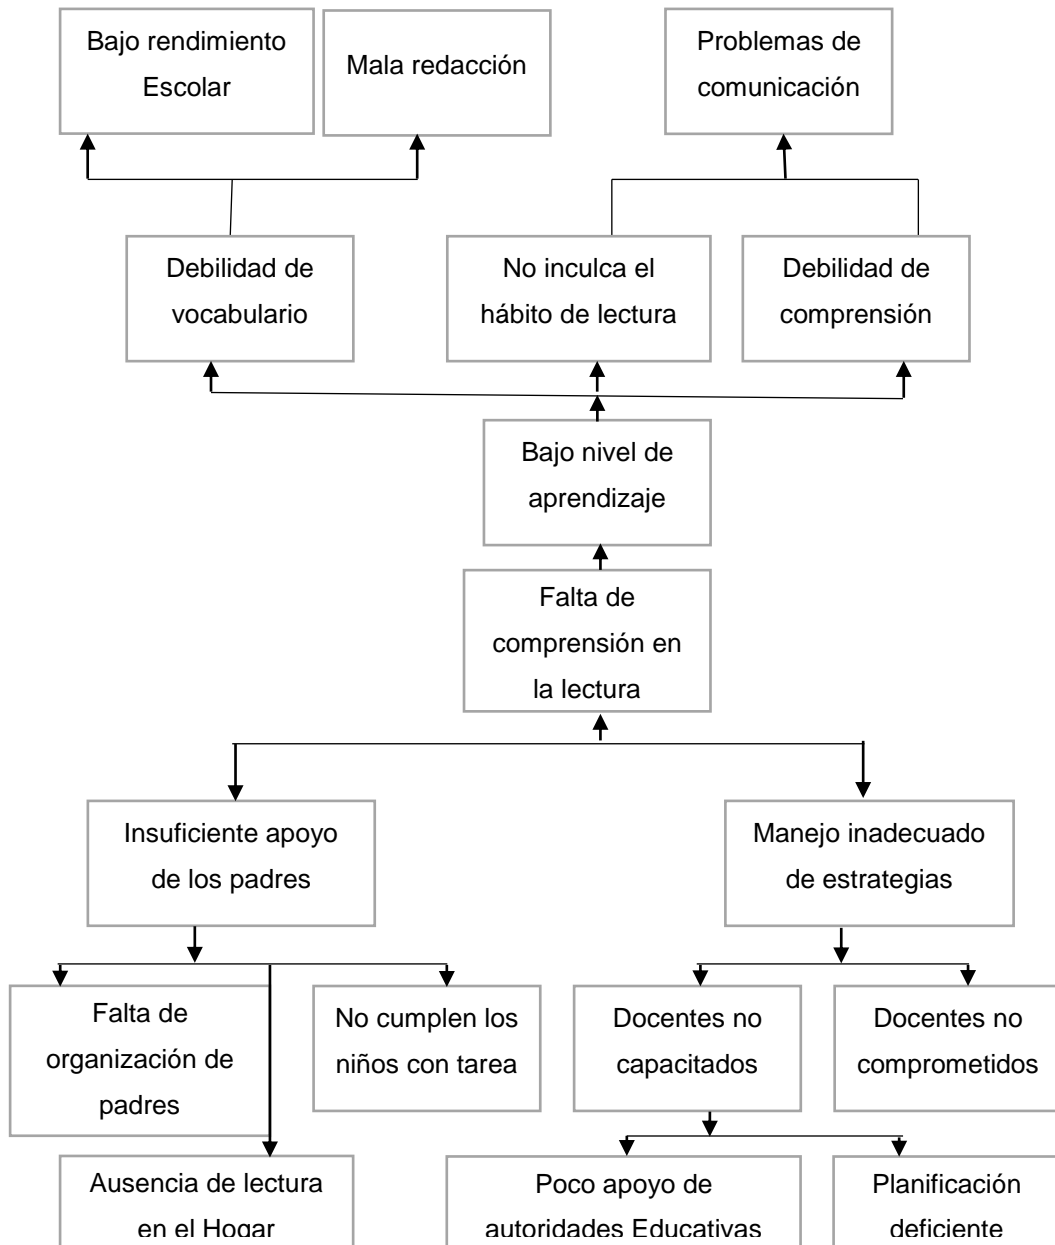 Bajo rendimiento
Escolar
Mala redacción
Problemas de
comunicación
Debilidad de
vocabulario
No inculca el
hábito de lectura
Debilidad de
comprensión
Bajo nivel de
aprendizaje
Falta de
comprensión en
la lectura
Insuficiente apoyo
de los padres
Manejo inadecuado
de estrategias
Falta de
organización de
padres
No cumplen los
niños con tarea
Docentes no
capacitados
Docentes no
comprometidos
Ausencia de lectura
en el Hogar
Poco apoyo de
autoridades Educativas
Planificación
deficiente